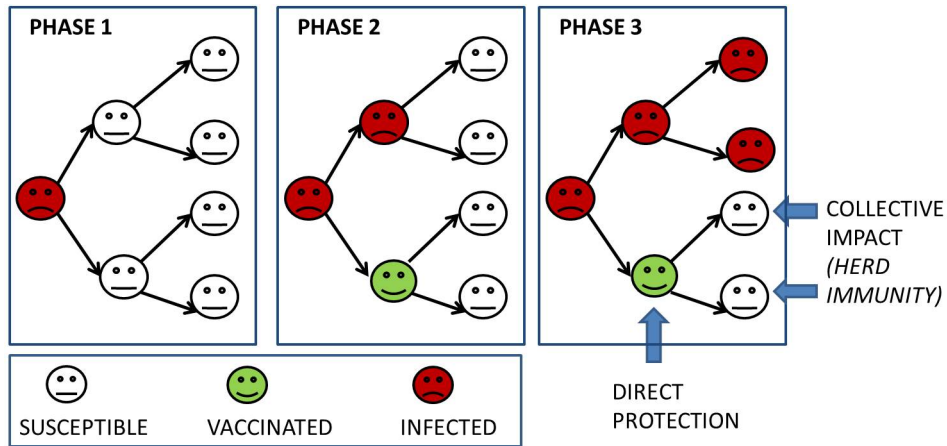 PHASE 1
PHASE 2
PHASE 3
COLLECTIVE
IMPACT
(HERD
IMMUNITY)
SUSCEPTIBLE
VACCINATED
INFECTED
DIRECT
PROTECTION